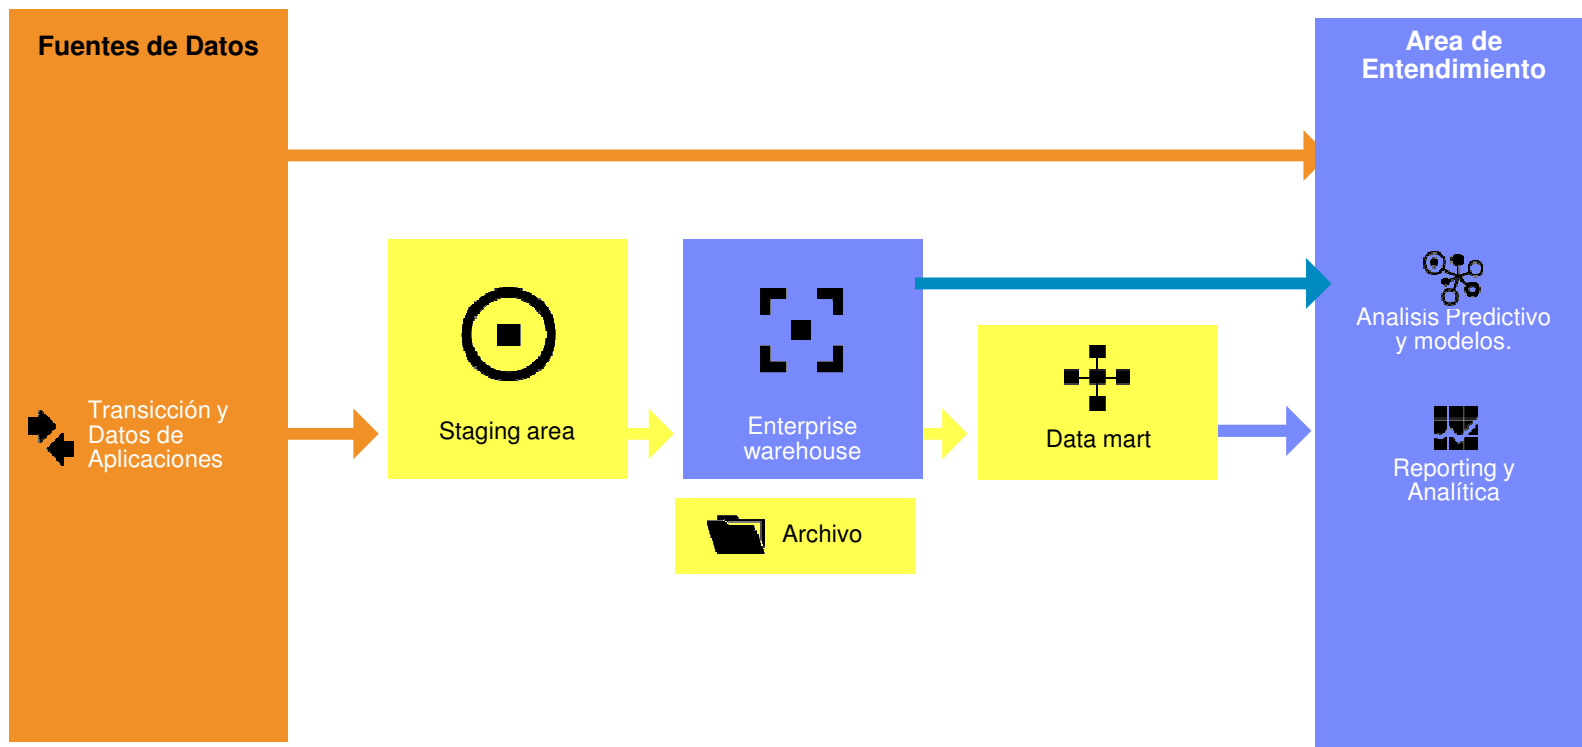 Fuentes de Datos
Area de
Entendimiento
Analisis Predictivo
y modelos.
Transicción y
Datos de
Aplicaciones
Staging area
Enterprise
warehouse
Data mart
Reporting y
Analítica
Archivo